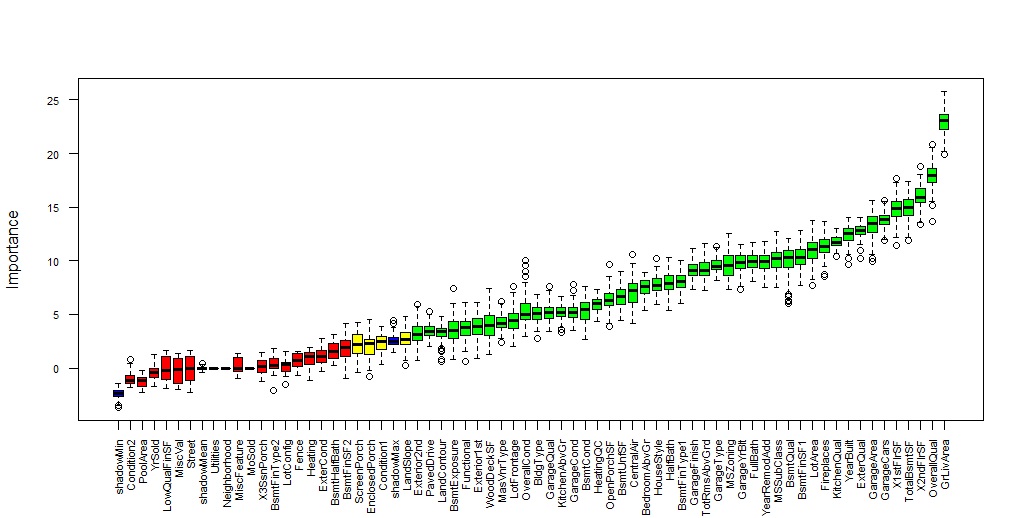 Importance
25
20
15
10
5
0
shadowMin
Condition2
PoolArea
YrSold
LowQualFinSF
MiscVal
Street
shadowMean
Utilities
Neighborhood
MiscFeature
MoSold
X3SsnPorch
BsmtFinType2
LotConfig
Fence
Heating
ExterCond
BsmtHalfBath
BsmtFinSF2
ScreenPorch
EnclosedPorch
Condition1
shadowMax
LandSlope
Exterior2nd
PavedDrive
LandContour
BsmtExposure
Functional
Exterior1st
WoodDeckSF
MasVnrType
LotFrontage
OverallCond
BldgType
GarageQual
KitchenAbvGr
GarageCond
BsmtCond
HeatingQC
OpenPorchSF
BsmtUnfSF
CentralAir
BedroomAbvGr
HouseStyle
HalfBath
BsmtFinType1
GarageFinish
TotRmsAbvGrd
GarageType
MSZoning
GarageYrBlt
FullBath
YearRemodAdd
MSSubClass
BsmtQual
BsmtFinSF1
LotArea
Fireplaces
KitchenQual
YearBuilt
ExterQual
GarageArea
GarageCars
X1stFlrSF
TotalBsmtSF
X2ndFlrSF
OverallQual
GrLivArea